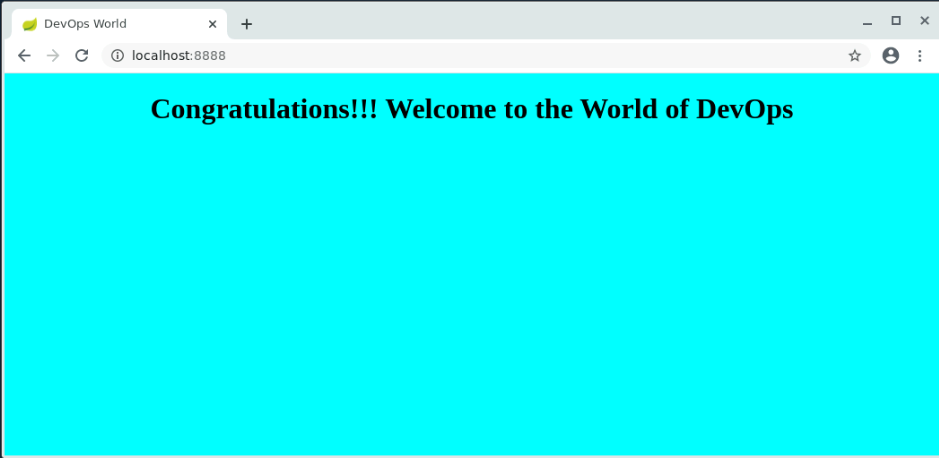 DevOps World
localhost:8888
Congratulations!!! Welcome to the World of DevOps